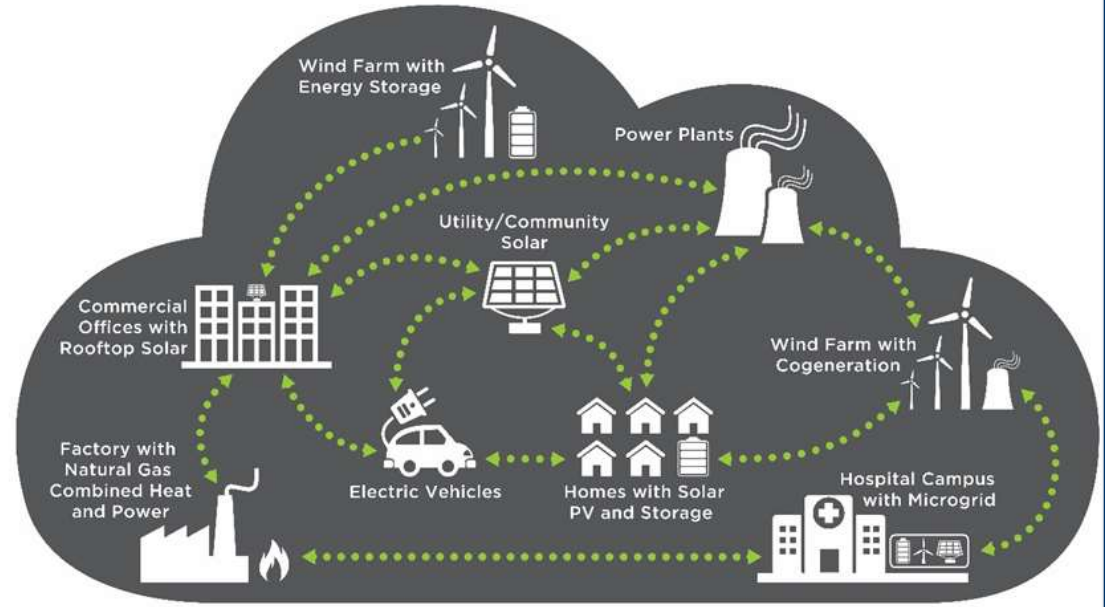 Wind Farm with
Energy Storage
Power Plants
Utility/Community
Solar
Commercial
Offices with
Rooftop Solar
Wind Farm with
Cogeneration
Factory with
Natural Gas
Combined Heat
and Power
Electric Vehicles
Homes with Solar
PV and Storage
Hospital Campus
with Microgrid